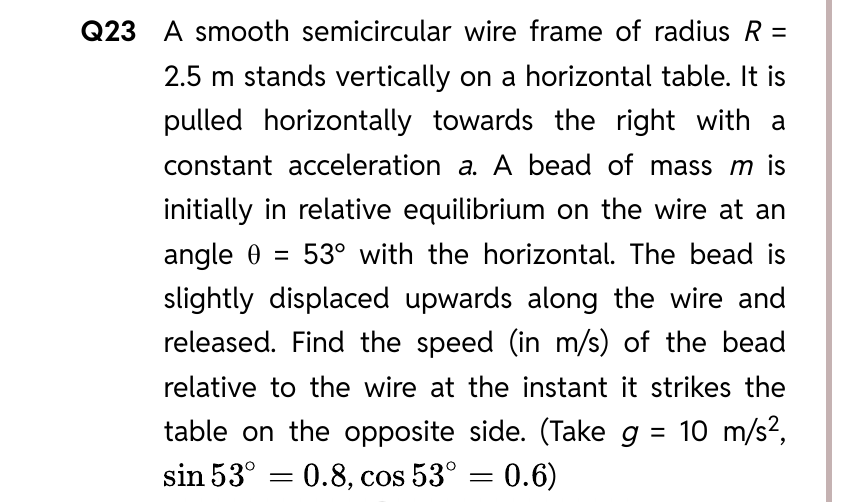 Q23 A smooth semicircular wire frame of radius R =
2.5 m stands vertically on a horizontal table. It is
pulled horizontally towards the right with a
constant acceleration a. A bead of mass m is
initially in relative equilibrium on the wire at an
angle θ = 53° with the horizontal. The bead is
slightly displaced upwards along the wire and
released. Find the speed (in m/s) of the bead
relative to the wire at the instant it strikes the
table on the opposite side. (Take g = 10 m/s²,
sin 53° = 0.8, cos 53° = 0.6)